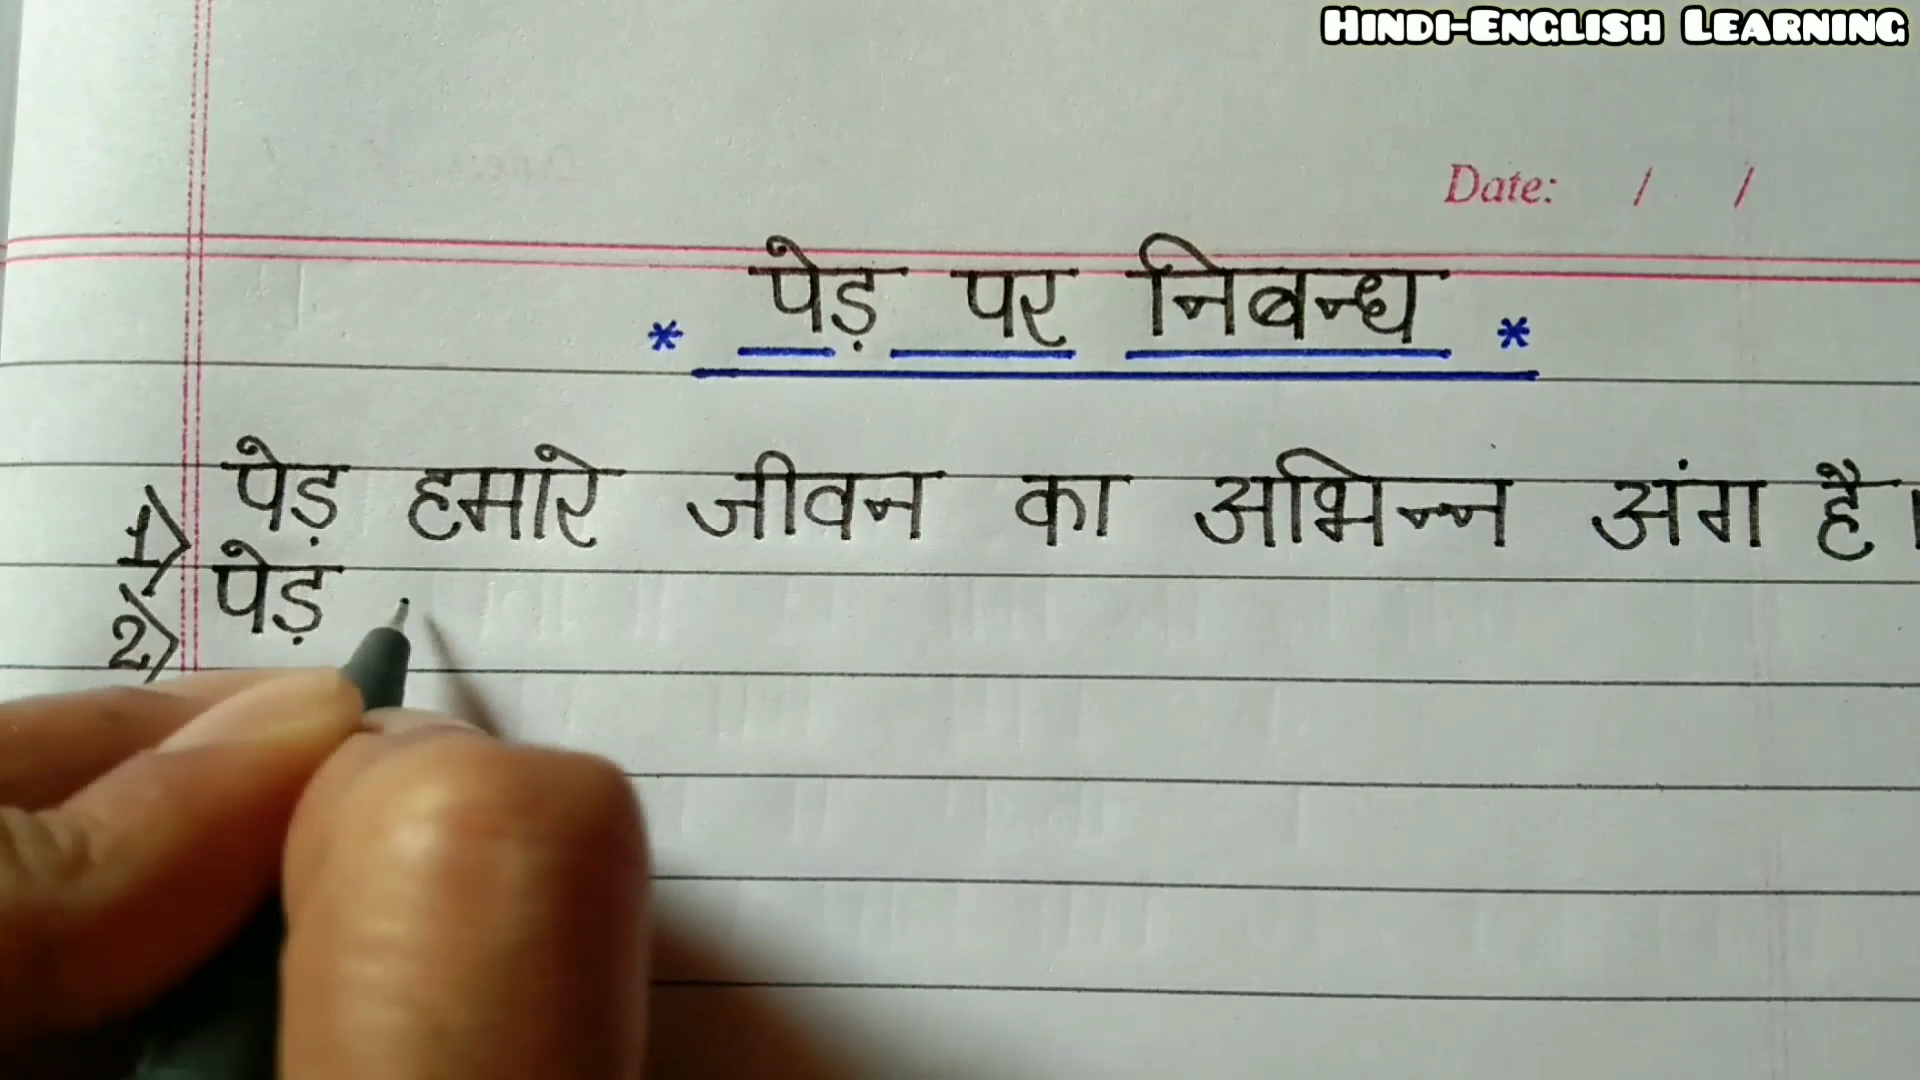 HINDI-ENGLISH LEARNING
Date: / /
* पेड़ पर निबन्ध *
1) पेड़ हमारे जीवन का अभिन्न अंग है।
2) पेड़